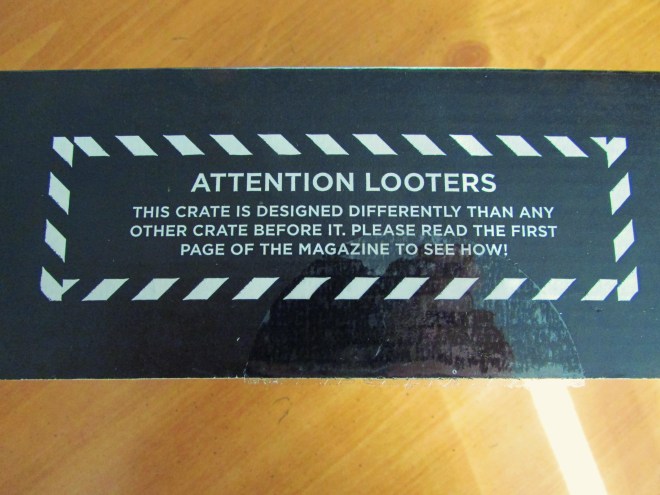 ATTENTION LOOTERS
THIS CRATE IS DESIGNED DIFFERENTLY THAN ANY
OTHER CRATE BEFORE IT. PLEASE READ THE FIRST
PAGE OF THE MAGAZINE TO SEE HOW!